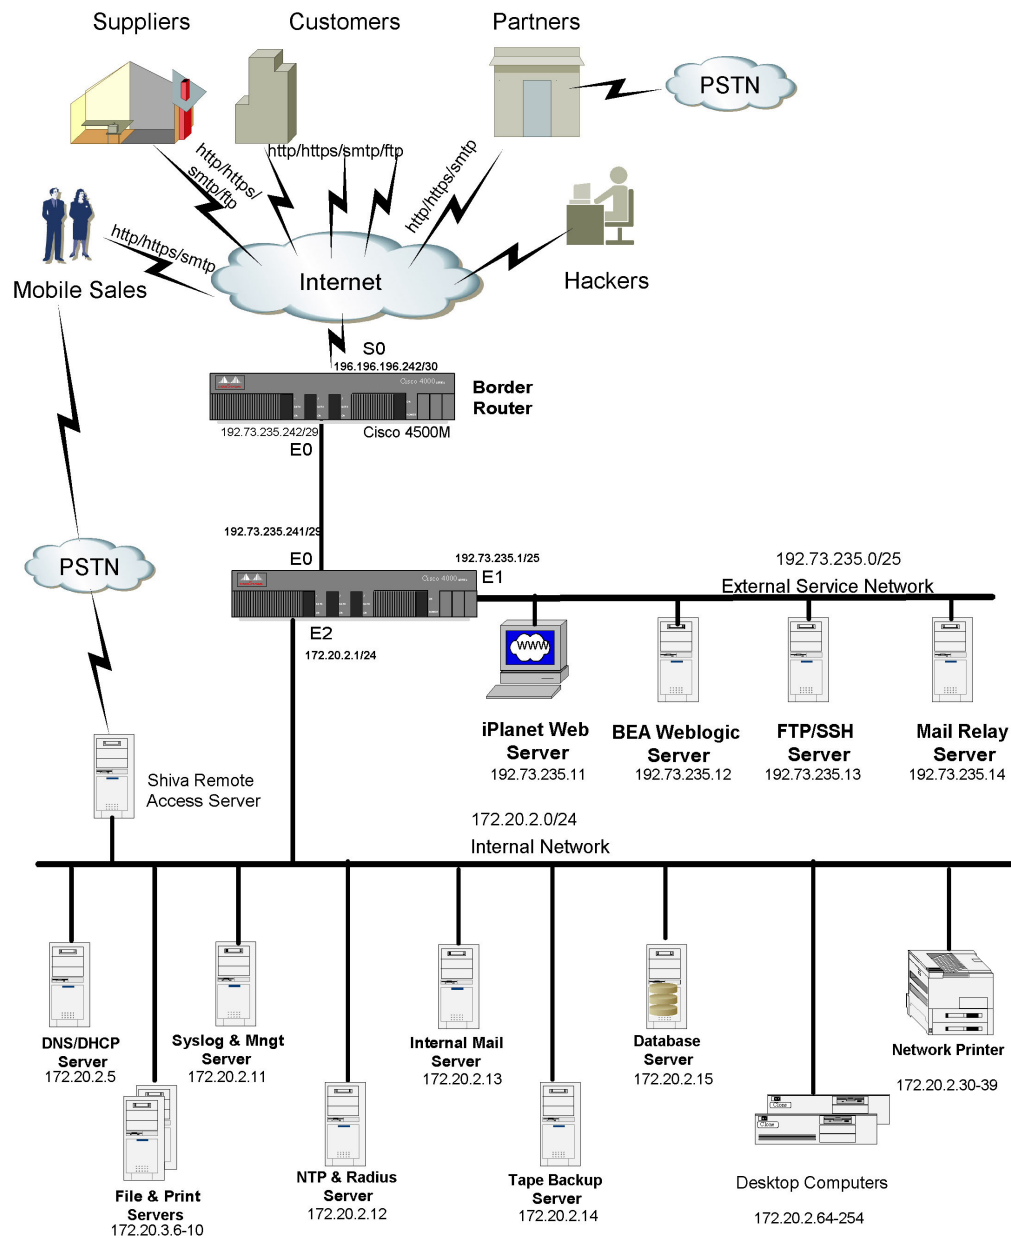 Suppliers
Customers
Partners
PSTN
http/https/
smtp/ftp
http/https/smtp/ftp
http/https/smtp
http/https/smtp
Mobile Sales
Internet
Hackers
S0
196.196.196.242/30
Cisco 4000
Border
Router
192.73.235.242/29
Cisco 4500M
E0
192.73.235.241/29
E0
192.73.235.1/25
E1
Cisco 4000
192.73.235.0/25
External Service Network
PSTN
E2
172.20.2.1/24
WWW
iPlanet Web
Server
192.73.235.11
BEA Weblogic
Server
192.73.235.12
FTP/SSH
Server
192.73.235.13
Mail Relay
Server
192.73.235.14
Shiva Remote
Access Server
172.20.2.0/24
Internal Network
DNS/DHCP
Server
172.20.2.5
Syslog & Mngt
Server
172.20.2.11
Internal Mail
Server
172.20.2.13
Database
Server
172.20.2.15
Network Printer
172.20.2.30-39
File & Print
Servers
172.20.3.6-10
NTP & Radius
Server
172.20.2.12
Tape Backup
Server
172.20.2.14
Desktop Computers
172.20.2.64-254